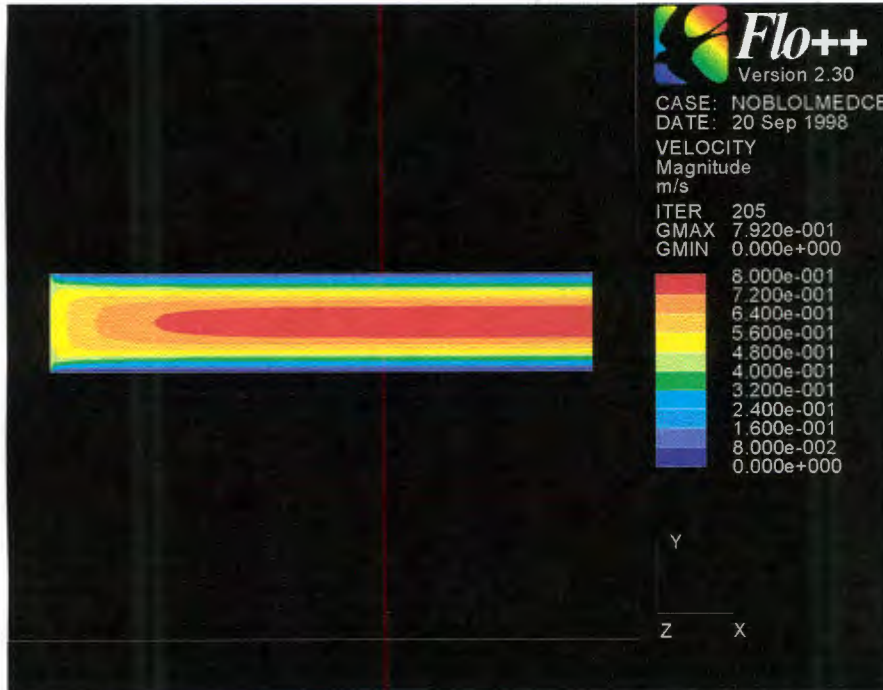 Flo++
Version 2.30
CASE: NOBLOLMEDCE
DATE: 20 Sep 1998
VELOCITY
Magnitude
m/s
ITER 205
GMAX 7.920e-001
GMIN 0.000e+000
8.000e-001
7.200e-001
6.400e-001
5.600e-001
4.800e-001
4.000e-001
3.200e-001
2.400e-001
1.600e-001
8.000e-002
0.000e+000
Y
Z X